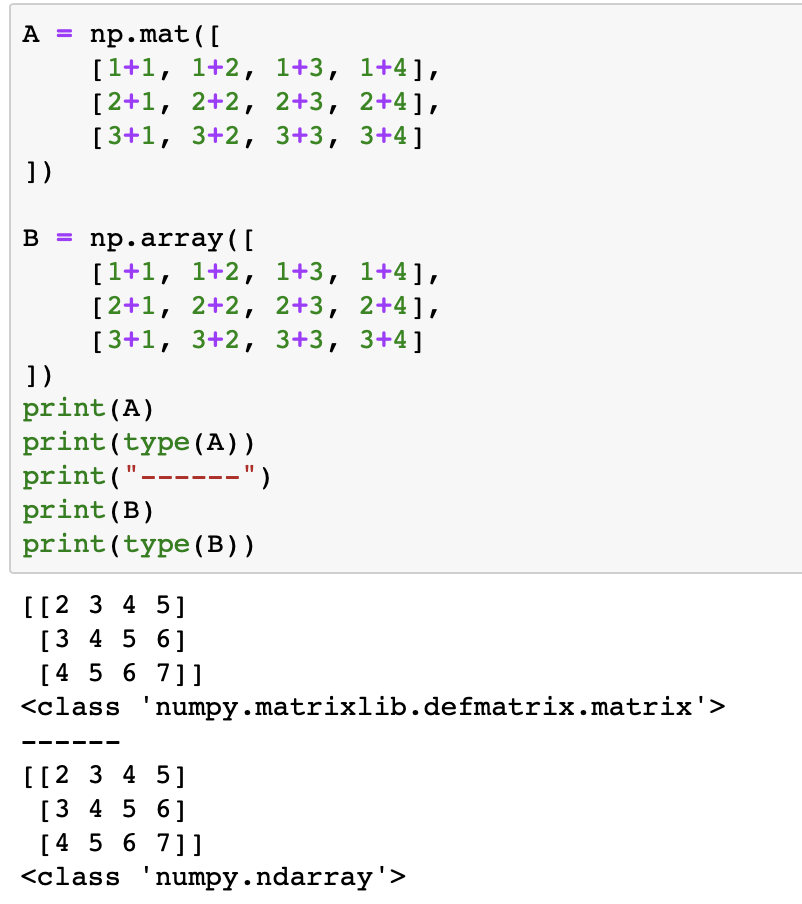 A = np.mat([
    [1+1, 1+2, 1+3, 1+4],
    [2+1, 2+2, 2+3, 2+4],
    [3+1, 3+2, 3+3, 3+4]
])

B = np.array([
    [1+1, 1+2, 1+3, 1+4],
    [2+1, 2+2, 2+3, 2+4],
    [3+1, 3+2, 3+3, 3+4]
])
print(A)
print(type(A))
print("------")
print(B)
print(type(B))
[[2 3 4 5]
 [3 4 5 6]
 [4 5 6 7]]
<class 'numpy.matrixlib.defmatrix.matrix'>
------
[[2 3 4 5]
 [3 4 5 6]
 [4 5 6 7]]
<class 'numpy.ndarray'>